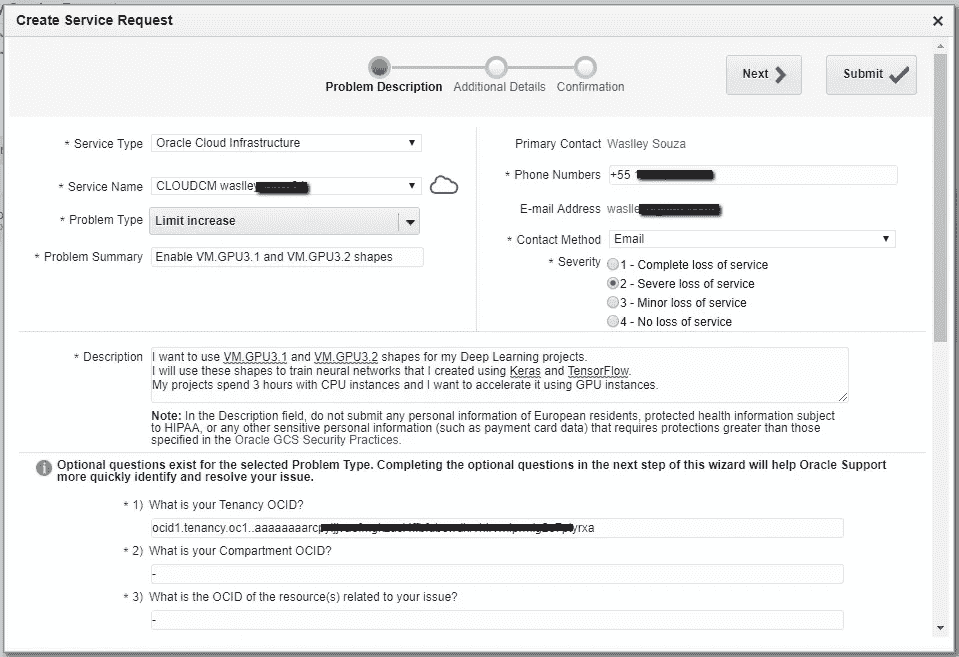 Create Service Request
Problem Description
Additional Details
Confirmation
Next
Submit
* Service Type Oracle Cloud Infrastructure
* Service Name CLOUDCM waslley
* Problem Type Limit increase
* Problem Summary Enable VM.GPU3.1 and VM.GPU3.2 shapes
Primary Contact Waslley Souza
* Phone Numbers +55
E-mail Address waslle
* Contact Method Email
* Severity 1 - Complete loss of service
2 - Severe loss of service
3 - Minor loss of service
4 - No loss of service
* Description I want to use VM.GPU3.1 and VM.GPU3.2 shapes for my Deep Learning projects.
I will use these shapes to train neural networks that I created using Keras and TensorFlow.
My projects spend 3 hours with CPU instances and I want to accelerate it using GPU instances.
Note: In the Description field, do not submit any personal information of European residents, protected health information subject
to HIPAA, or any other sensitive personal information (such as payment card data) that requires protections greater than those
specified in the Oracle GCS Security Practices.
Optional questions exist for the selected Problem Type. Completing the optional questions in the next step of this wizard will help Oracle Support
more quickly identify and resolve your issue.
* 1) What is your Tenancy OCID?
ocid1.tenancy.oc1..aaaaaaaarcp yrxa
* 2) What is your Compartment OCID?
-
* 3) What is the OCID of the resource(s) related to your issue?
-